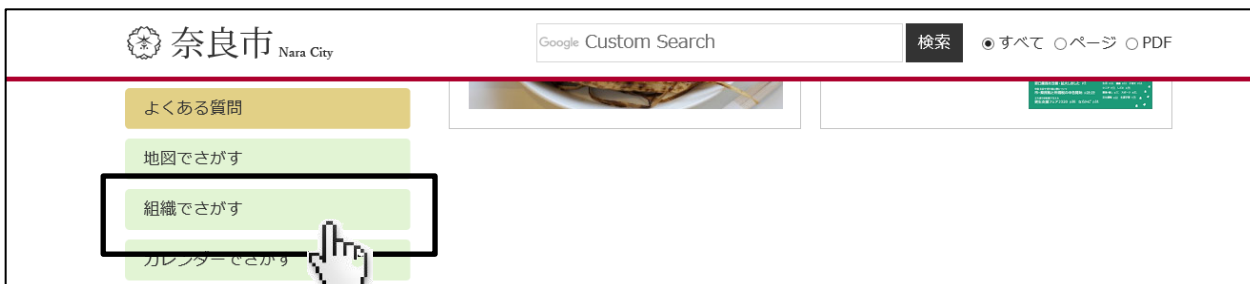 奈良市 Nara City
Google Custom Search
検索
すべて ページ PDF
よくある質問
地図でさがす
組織でさがす
カレンダーでさがす